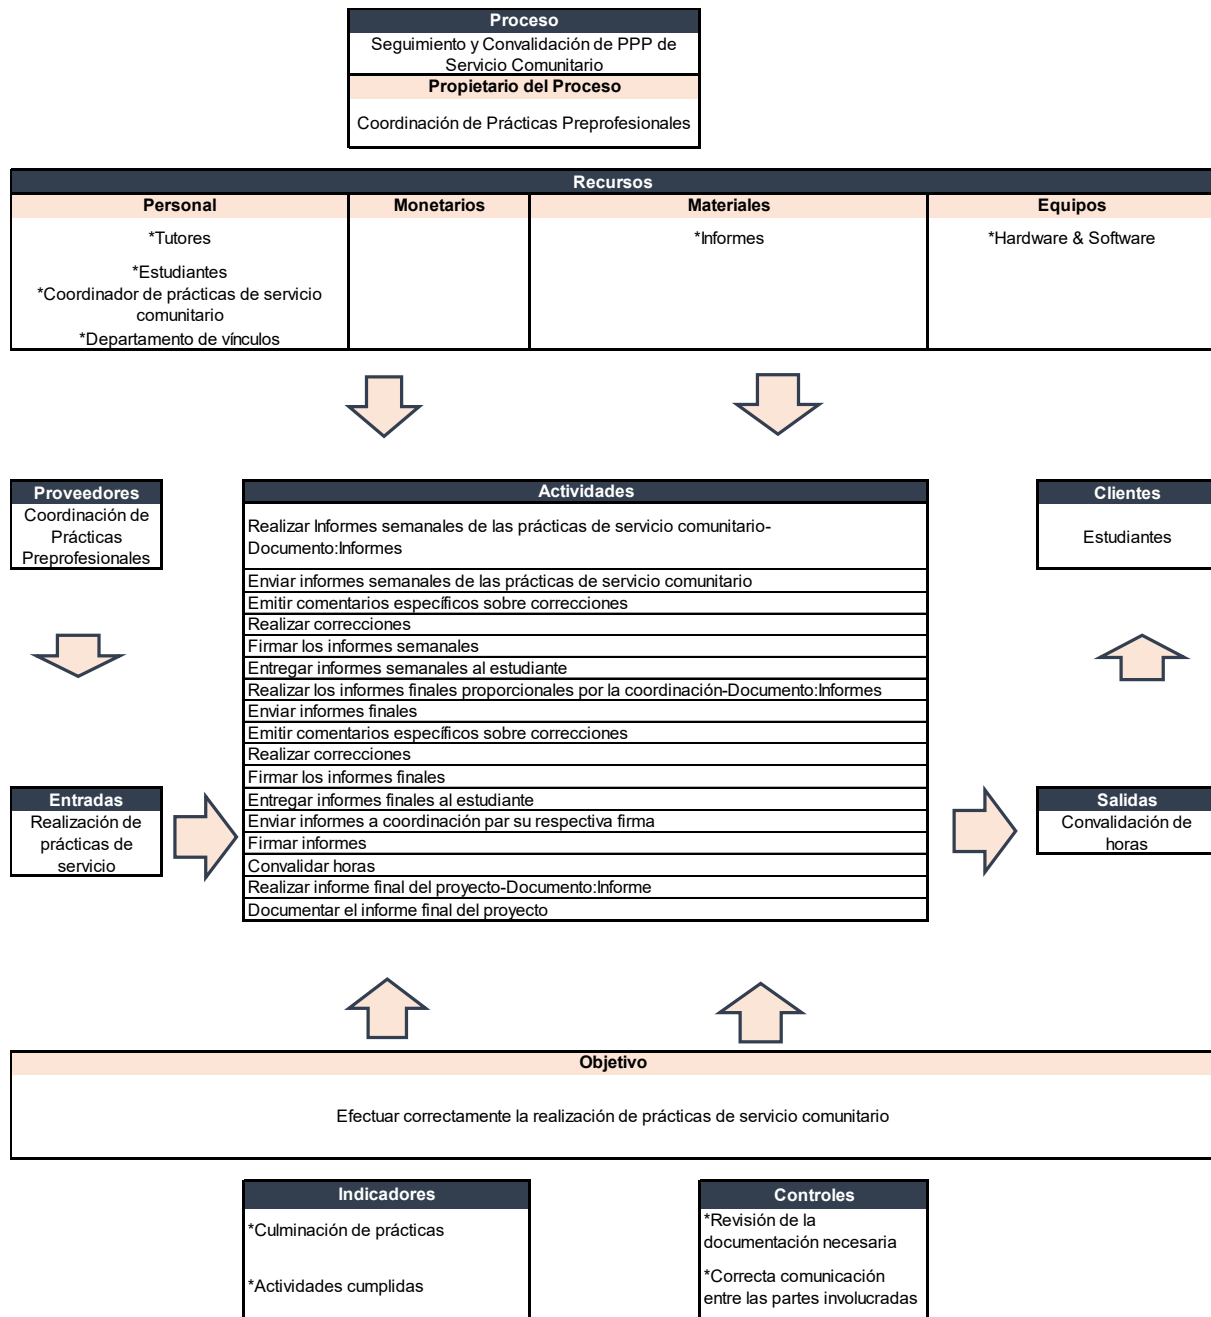 Proceso
Seguimiento y Convalidación de PPP de
Servicio Comunitario
Propietario del Proceso
Coordinación de Prácticas Preprofesionales
Recursos
Personal
Monetarios
Materiales
Equipos
*Tutores
*Estudiantes
*Coordinador de prácticas de servicio
comunitario
*Departamento de vínculos
*Informes
*Hardware & Software
Proveedores
Coordinación de
Prácticas
Preprofesionales
Actividades
Realizar Informes semanales de las prácticas de servicio comunitario-
Documento:Informes
Enviar informes semanales de las prácticas de servicio comunitario
Emitir comentarios específicos sobre correcciones
Realizar correcciones
Firmar los informes semanales
Entregar informes semanales al estudiante
Realizar los informes finales proporcionales por la coordinación-Documento:Informes
Enviar informes finales
Emitir comentarios específicos sobre correcciones
Realizar correcciones
Firmar los informes finales
Entregar informes finales al estudiante
Enviar informes a coordinación par su respectiva firma
Firmar informes
Convalidar horas
Realizar informe final del proyecto-Documento:Informe
Documentar el informe final del proyecto
Clientes
Estudiantes
Entradas
Realización de
prácticas de
servicio
Salidas
Convalidación de
horas
Objetivo
Efectuar correctamente la realización de prácticas de servicio comunitario
Indicadores
*Culminación de prácticas
*Actividades cumplidas
Controles
*Revisión de la
documentación necesaria
*Correcta comunicación
entre las partes involucradas